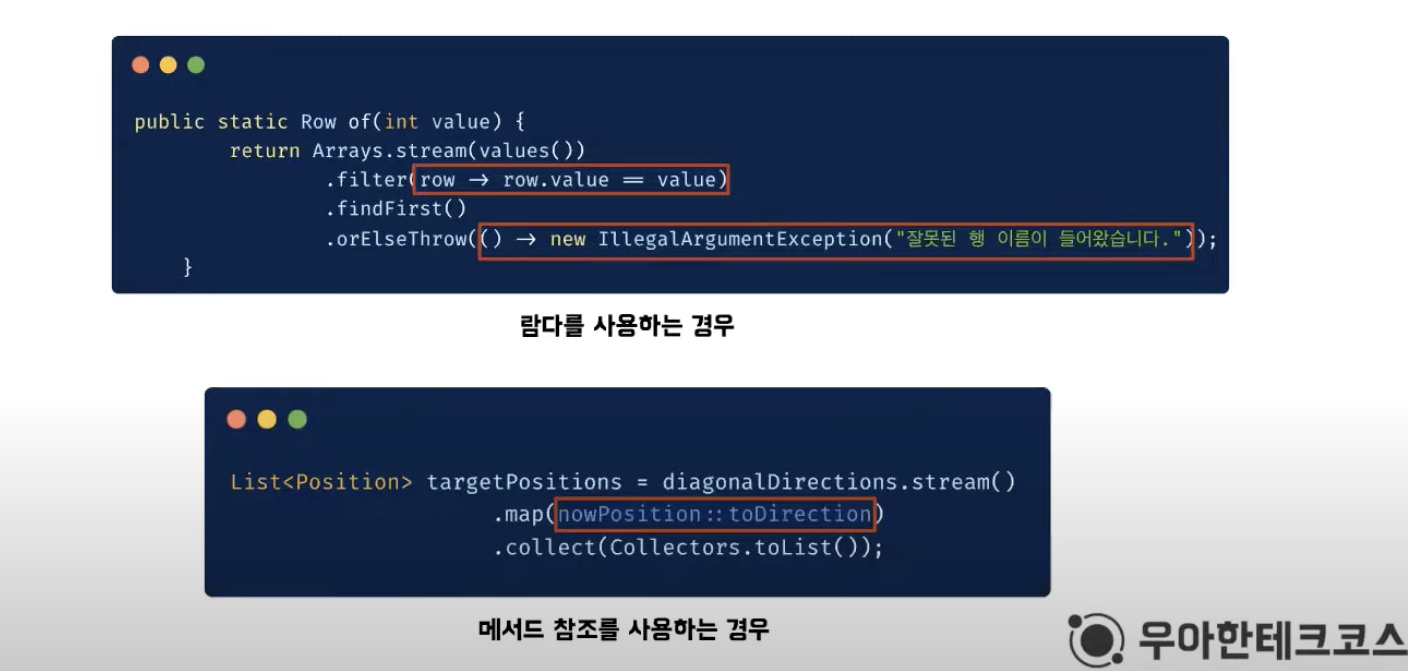 public static Row of(int value) {
return Arrays.stream(values())
.filter(row -> row.value == value)
.findFirst()
.orElseThrow(() -> new IllegalArgumentException("잘못된 행 이름이 들어왔습니다."));
}
람다를 사용하는 경우
List<Position> targetPositions = diagonalDirections.stream()
.map(nowPosition::toDirection)
.collect(Collectors.toList());
메서드 참조를 사용하는 경우
우아한테크코스